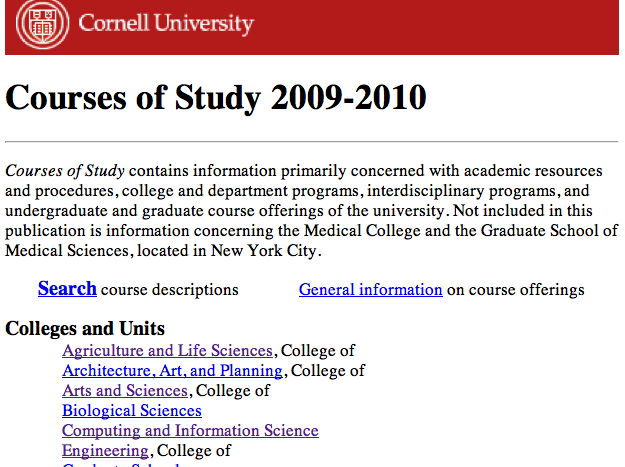 Cornell University
Courses of Study 2009-2010
Courses of Study contains information primarily concerned with academic resources
and procedures, college and department programs, interdisciplinary programs, and
undergraduate and graduate course offerings of the university. Not included in this
publication is information concerning the Medical College and the Graduate School of
Medical Sciences, located in New York City.
Search course descriptions General information on course offerings
Colleges and Units
Agriculture and Life Sciences, College of
Architecture, Art, and Planning, College of
Arts and Sciences, College of
Biological Sciences
Computing and Information Science
Engineering, College of